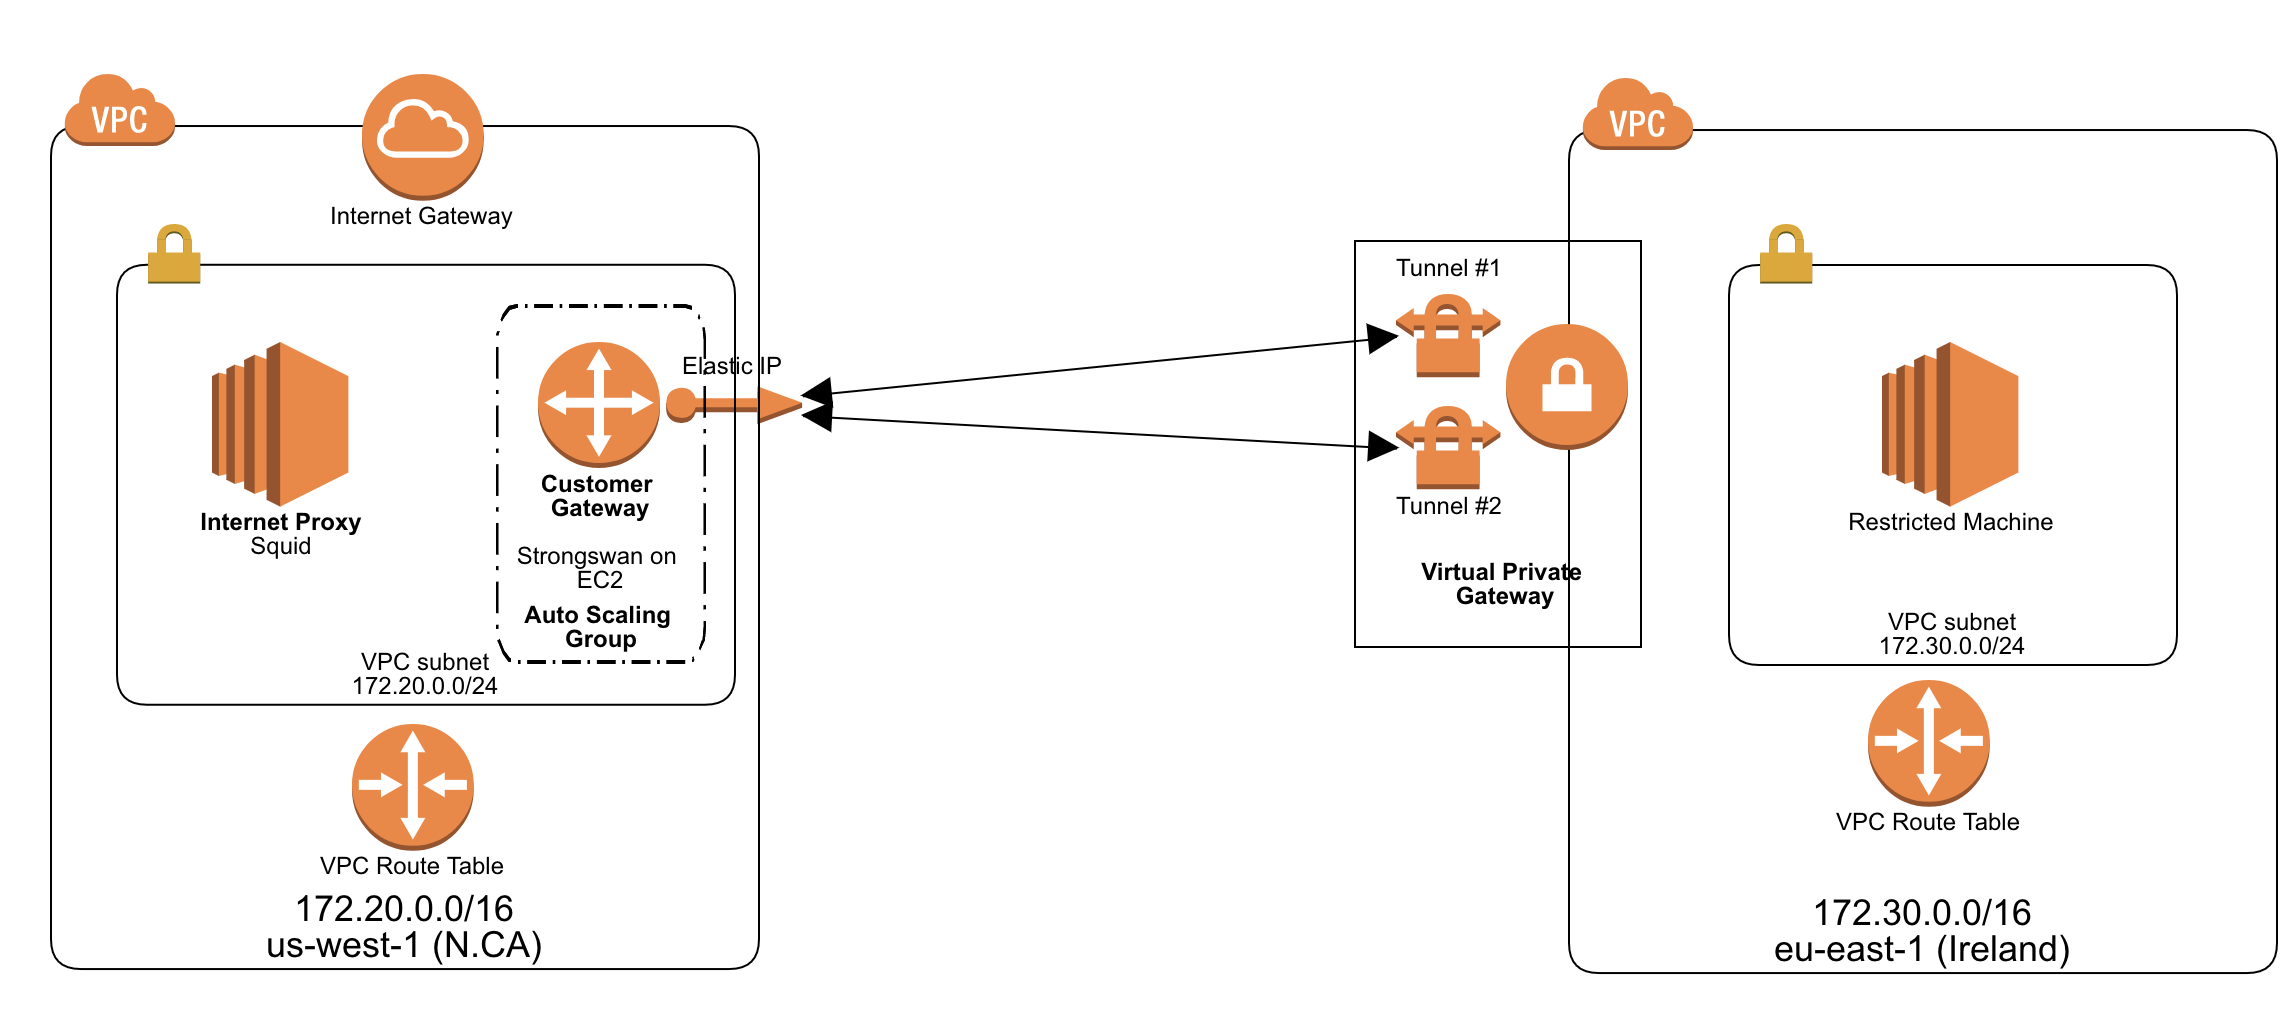 VPC
Internet Gateway
Elastic IP
Customer
Gateway
Internet Proxy
Squid
Strongswan on
EC2
Auto Scaling
Group
VPC subnet
172.20.0.0/24
VPC Route Table
172.20.0.0/16
us-west-1 (N.CA)
Tunnel #1
Tunnel #2
Virtual Private
Gateway
VPC
Restricted Machine
VPC subnet
172.30.0.0/24
VPC Route Table
172.30.0.0/16
eu-east-1 (Ireland)